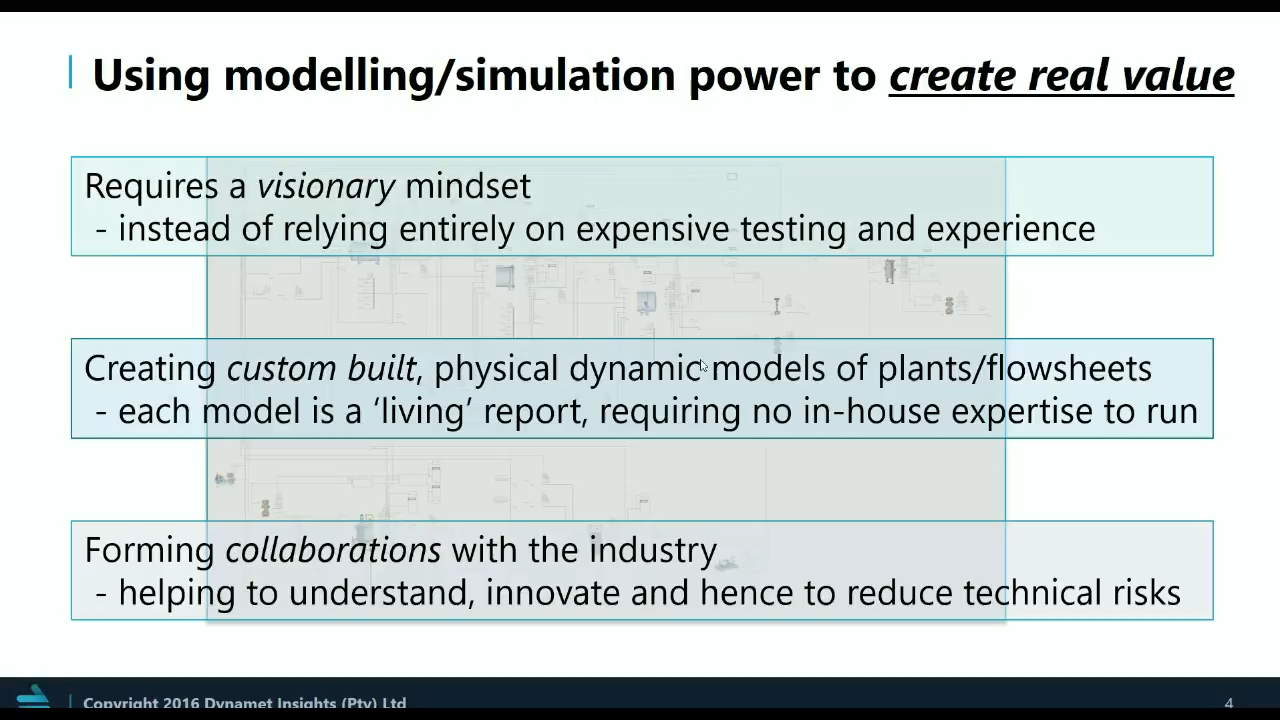 Using modelling/simulation power to create real value
Requires a visionary mindset
- instead of relying entirely on expensive testing and experience
Creating custom built, physical dynamic models of plants/flowsheets
- each model is a ‘living’ report, requiring no in-house expertise to run
Forming collaborations with the industry
- helping to understand, innovate and hence to reduce technical risks
Copyright 2016 Dynamet Insights (Pty) Ltd
4